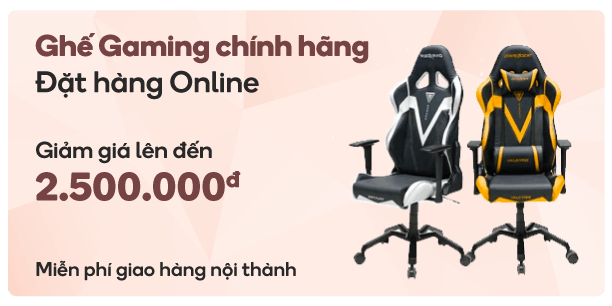 Ghế Gaming chính hãng
Đặt hàng Online
Giảm giá lên đến
2.500.000đ
Miễn phí giao hàng nội thành